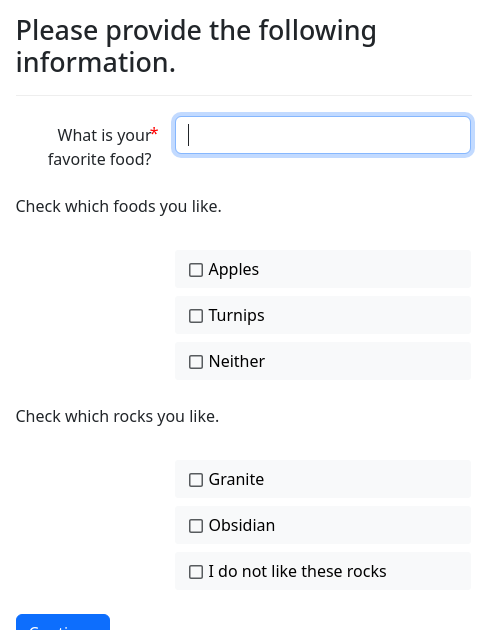 Please provide the following
information.
What is your*
favorite food?
Check which foods you like.
Apples
Turnips
Neither
Check which rocks you like.
Granite
Obsidian
I do not like these rocks